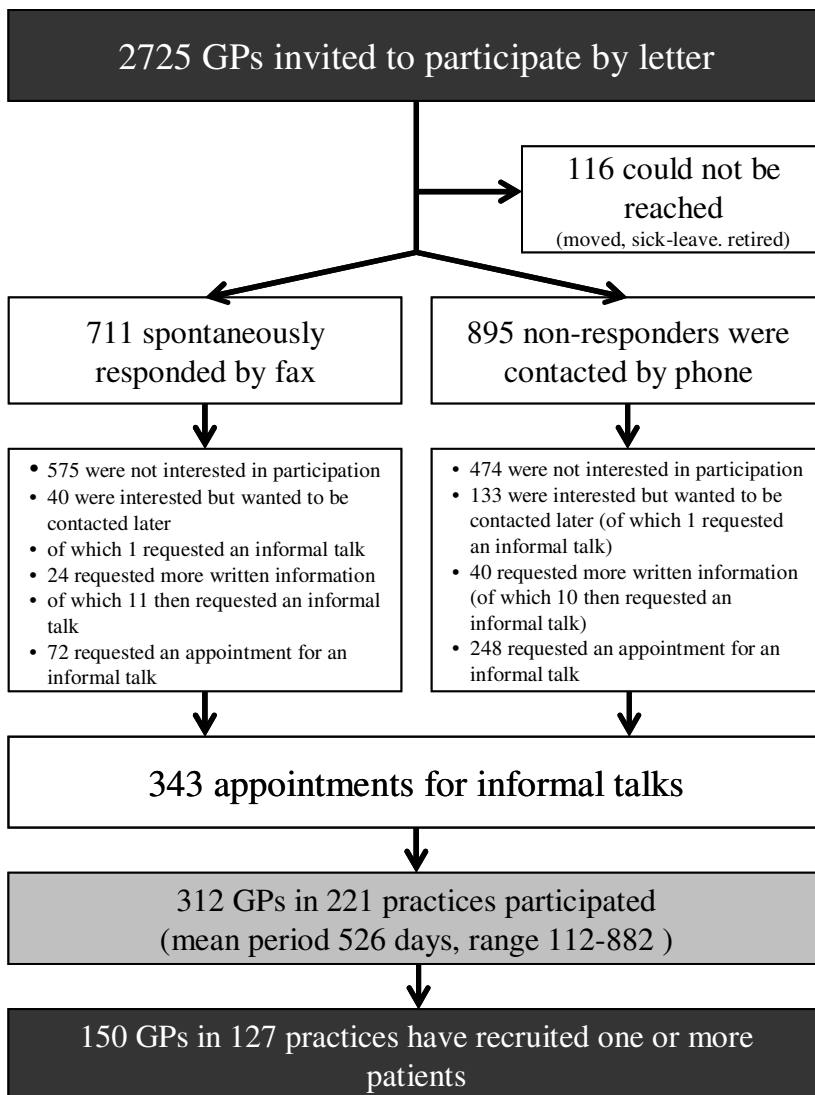 2725 GPs invited to participate by letter
116 could not be
reached
(moved, sick-leave. retired)
711 spontaneously
responded by fax
895 non-responders were
contacted by phone
• 575 were not interested in participation
• 40 were interested but wanted to be
contacted later
• of which 1 requested an informal talk
• 24 requested more written information
• of which 11 then requested an informal
talk
• 72 requested an appointment for an
informal talk
• 474 were not interested in participation
• 133 were interested but wanted to be
contacted later (of which 1 requested
an informal talk)
• 40 requested more written information
(of which 10 then requested an
informal talk)
• 248 requested an appointment for an
informal talk
343 appointments for informal talks
312 GPs in 221 practices participated
(mean period 526 days, range 112-882 )
150 GPs in 127 practices have recruited one or more
patients